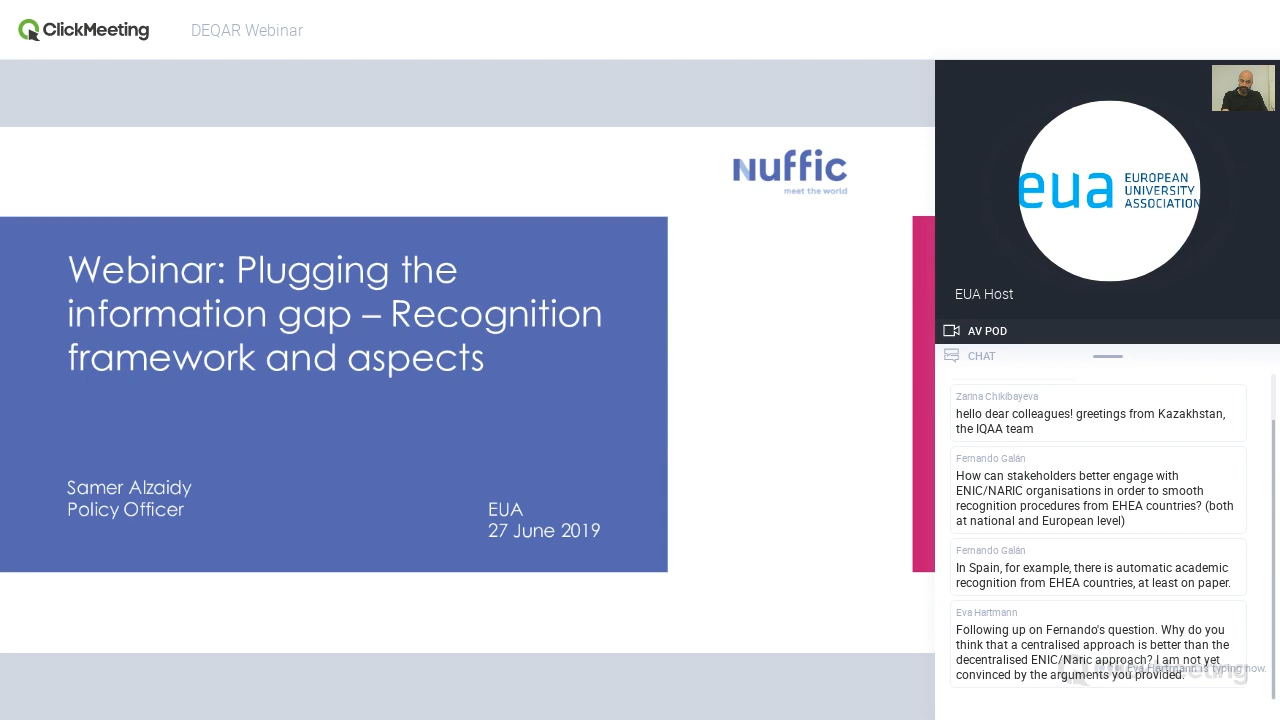 ClickMeeting
DEQAR Webinar
Nuffic
meet the world
Webinar: Plugging the
information gap – Recognition
framework and aspects
Samer Alzaidy
Policy Officer
EUA
27 June 2019
eua
EUROPEAN
UNIVERSITY
ASSOCIATION
EUA Host
AV POD
CHAT
Zarina Chikibayeva
hello dear colleagues! greetings from Kazakhstan,
the IQAA team
Fernando Galán
How can stakeholders better engage with
ENIC/NARIC organisations in order to smooth
recognition procedures from EHEA countries? (both
at national and European level)
Fernando Galán
In Spain, for example, there is automatic academic
recognition from EHEA countries, at least on paper.
Eva Hartmann
Following up on Fernando's question. Why do you
think that a centralised approach is better than the
decentralised ENIC/Naric approach? I am not yet
convinced by the arguments you provided.
Eva Hartmann is typing now.
ClickMeeting